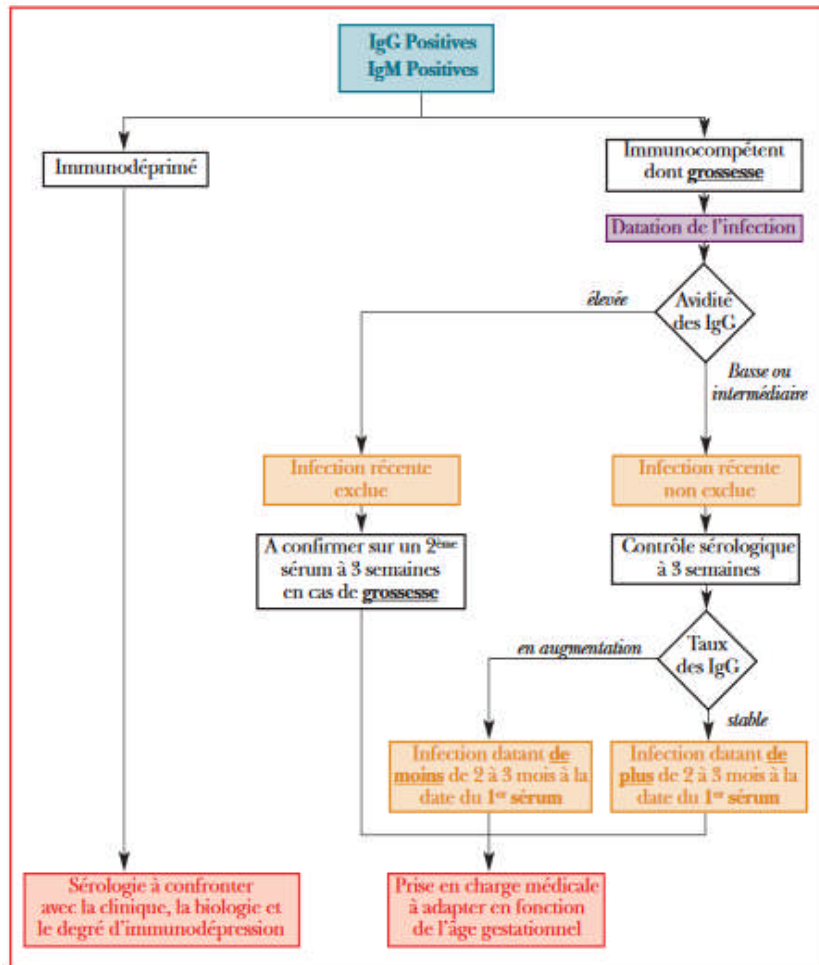 IgG Positives
IgM Positives
Immunodéprimé
Immunocompétent
dont grossesse
Datation de l'infection
élevée
Avidité
des IgG
Basse ou
intermédiaire
Infection récente
exclue
Infection récente
non exclue
A confirmer sur un 2ème
sérum à 3 semaines
en cas de grossesse
Contrôle sérologique
à 3 semaines
en augmentation
Taux
des IgG
stable
Infection datant de
moins de 2 à 3 mois à la
date du 1er sérum
Infection datant de
plus de 2 à 3 mois à la
date du 1er sérum
Sérologie à confronter
avec la clinique, la biologie et
le degré d'immunodépression
Prise en charge médicale
à adapter en fonction
de l'âge gestationnel